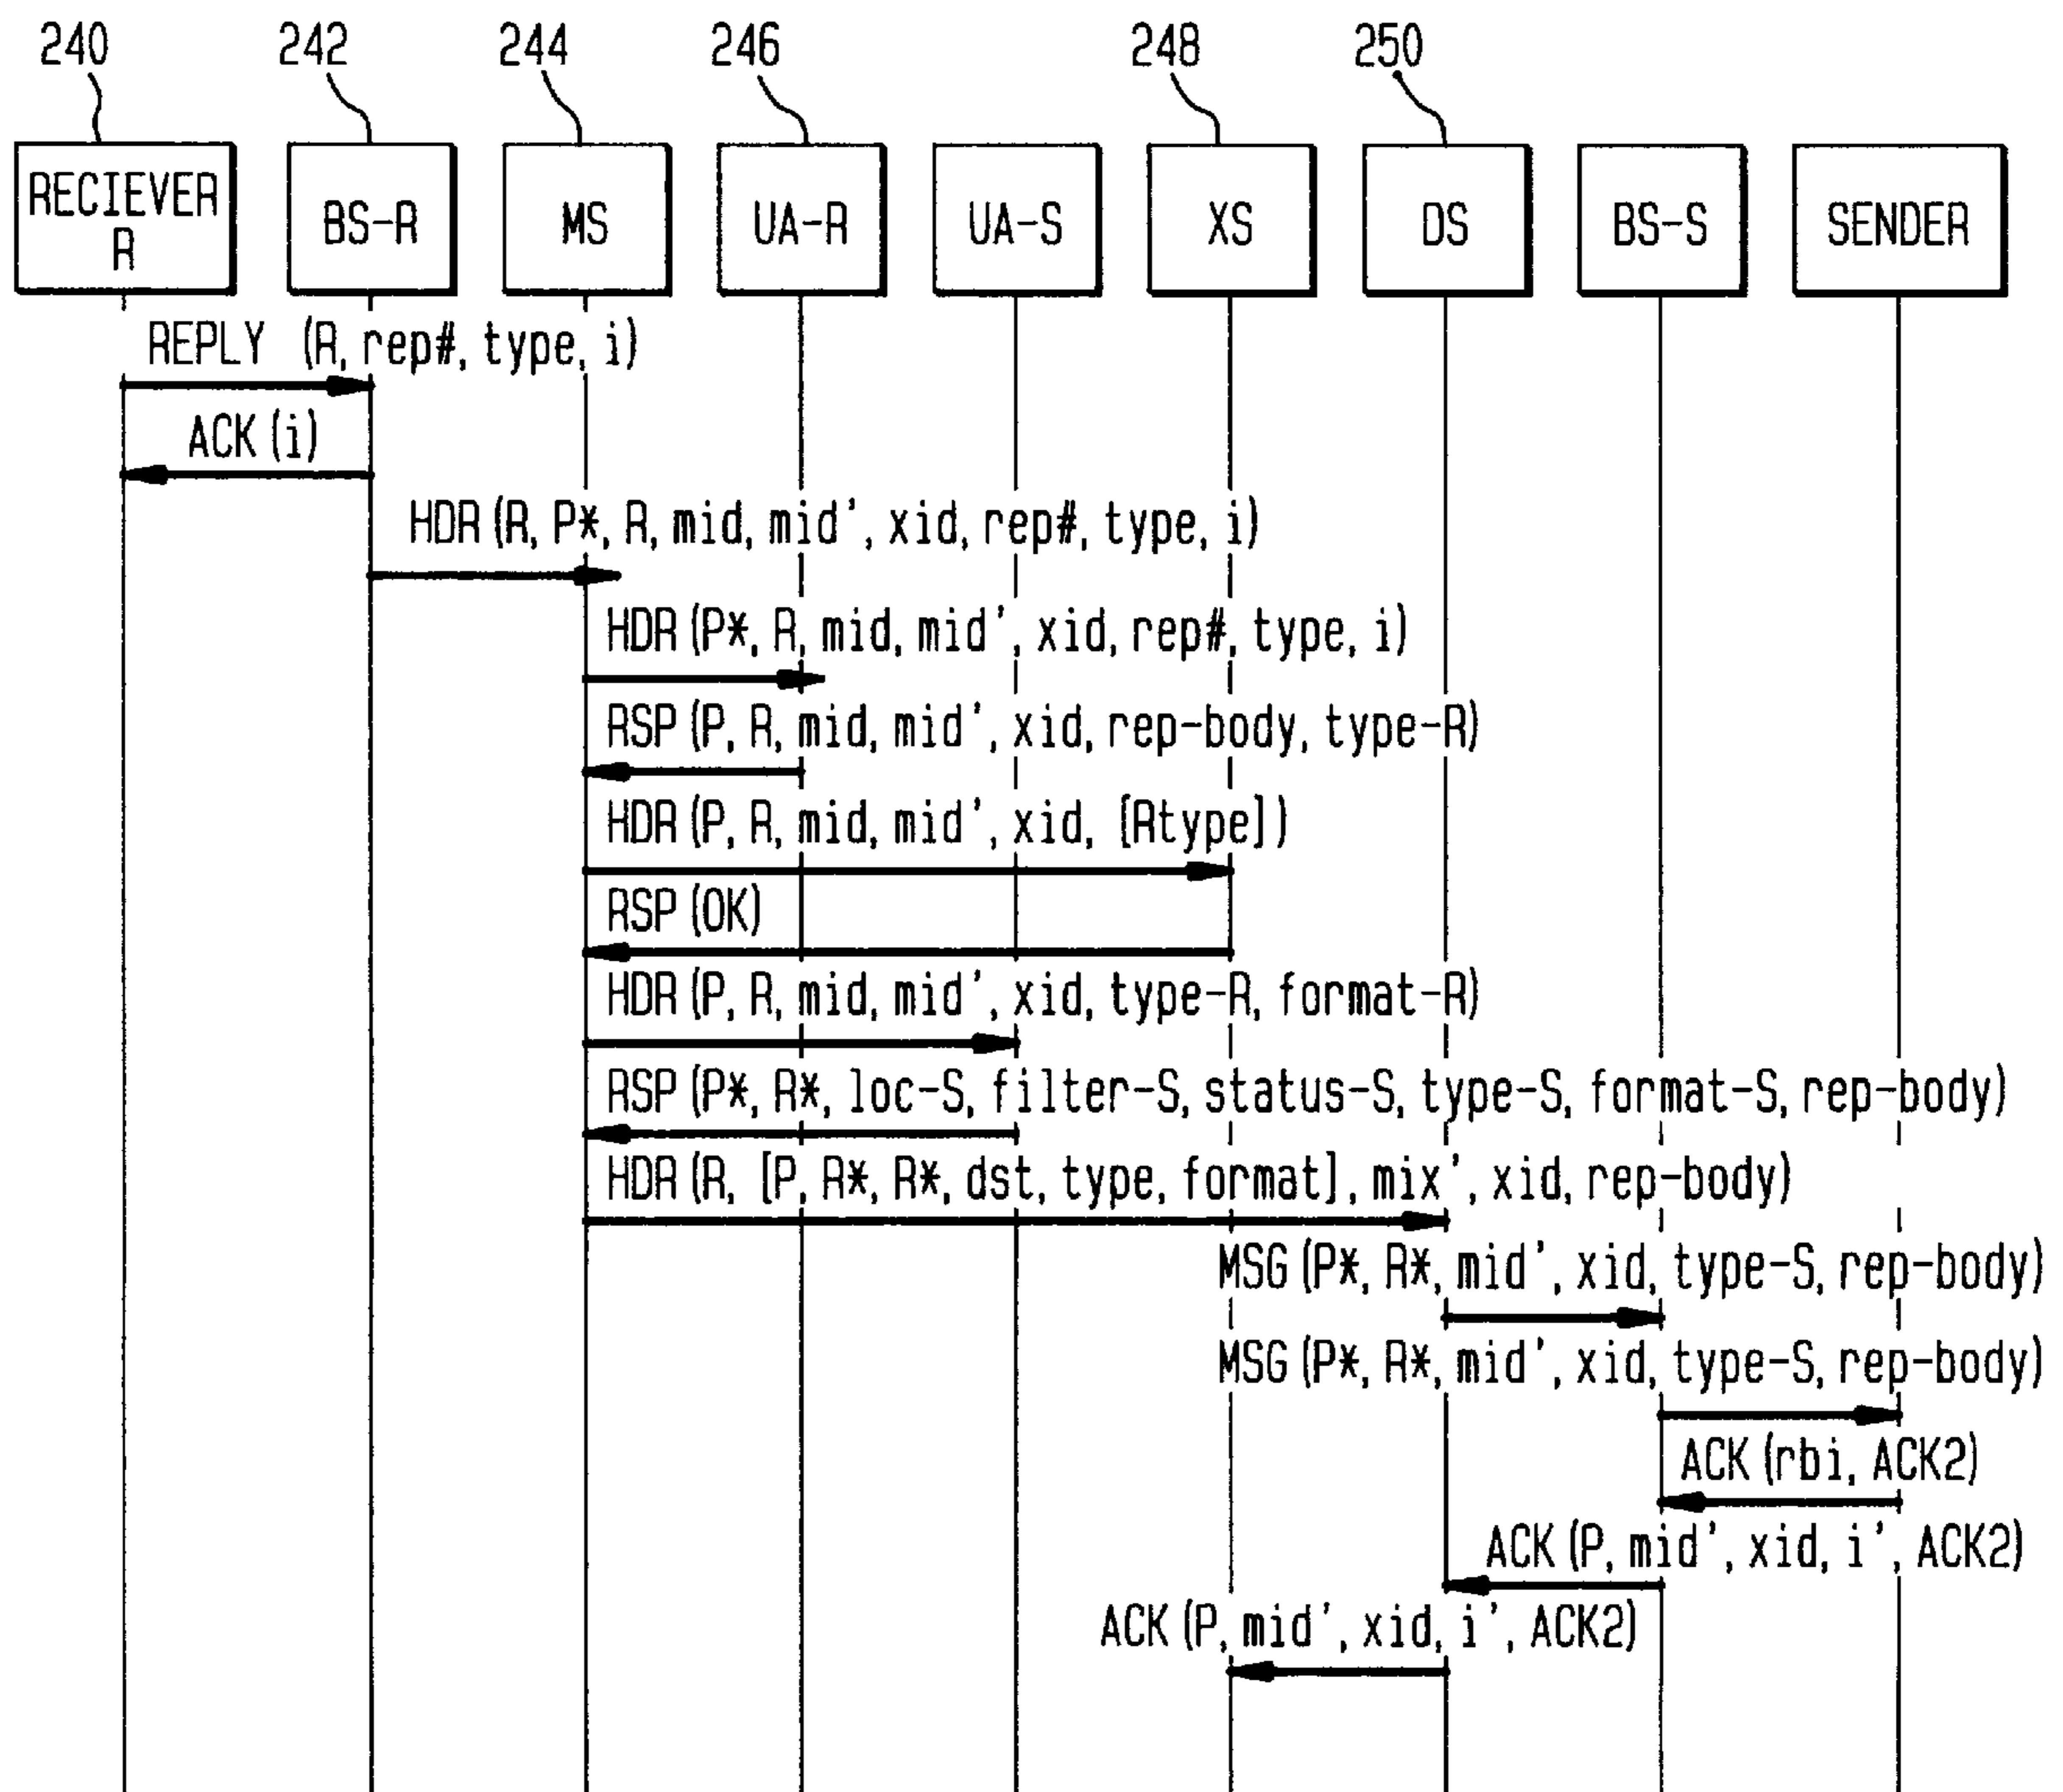 240 242 244 246 248 250
RECIEVER
R
BS-R MS UA-R UA-S XS DS BS-S SENDER
REPLY (R, rep#, type, i)
ACK (i)
HDR (R, P*, R, mid, mid', xid, rep#, type, i)
HDR (P*, R, mid, mid', xid, rep#, type, i)
RSP (P, R, mid, mid', xid, rep-body, type-R)
HDR (P, R, mid, mid', xid, [Rtype])
RSP (OK)
HDR (P, R, mid, mid', xid, type-R, format-R)
RSP (P*, R*, loc-S, filter-S, status-S, type-S, format-S, rep-body)
HDR (R, [P, R*, R*, dst, type, format], mix', xid, rep-body)
MSG (P*, R*, mid', xid, type-S, rep-body)
MSG (P*, R*, mid', xid, type-S, rep-body)
ACK (rbi, ACK2)
ACK (P, mid', xid, i', ACK2)
ACK (P, mid', xid, i', ACK2)